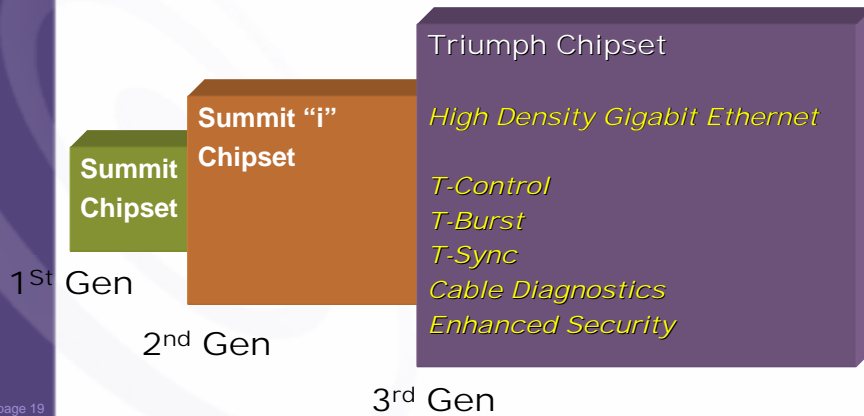 Summit
Chipset
1St Gen
Summit “i”
Chipset
2nd Gen
Triumph Chipset
High Density Gigabit Ethernet
T-Control
T-Burst
T-Sync
Cable Diagnostics
Enhanced Security
3rd Gen
page 19